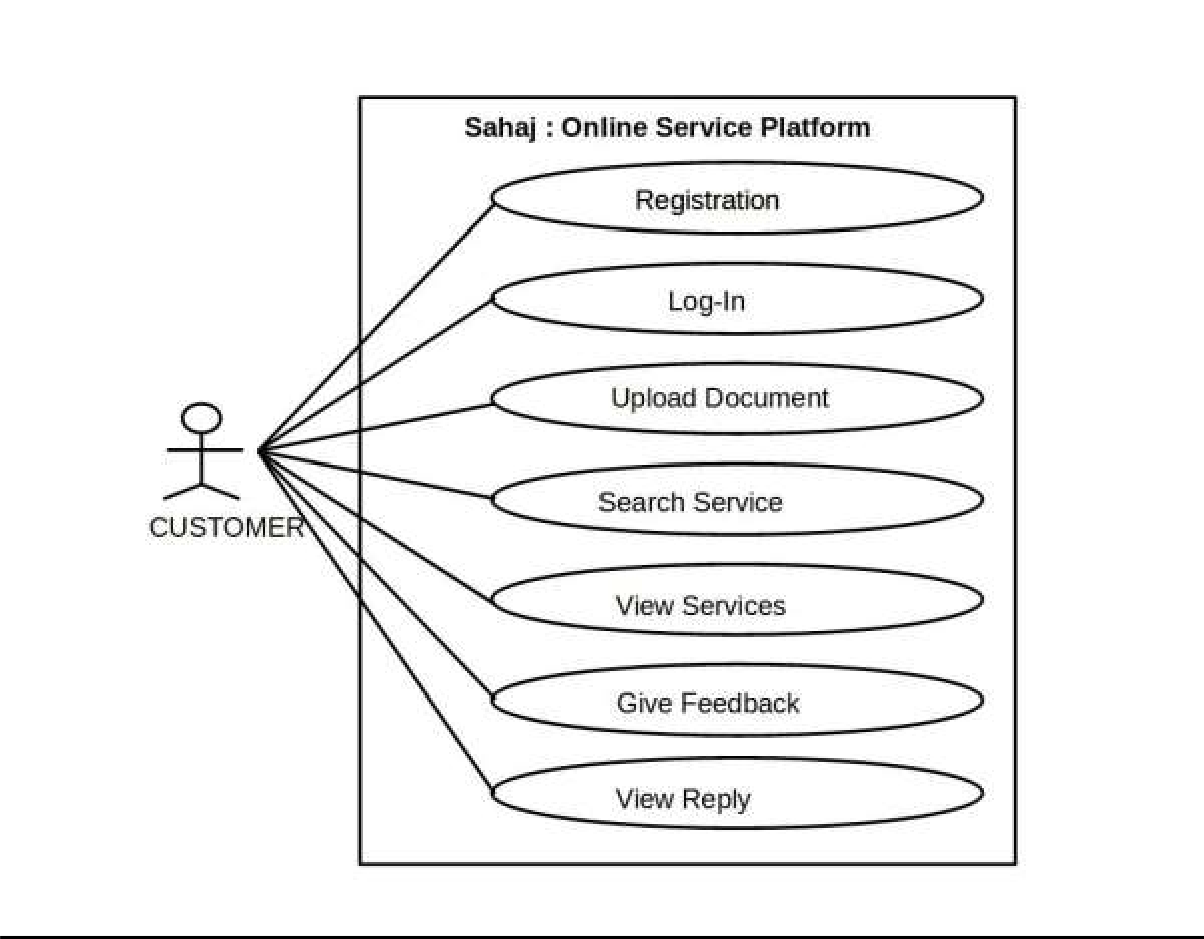 Sahaj : Online Service Platform
Registration
Log-In
Upload Document
Search Service
CUSTOMER
View Services
Give Feedback
View Reply